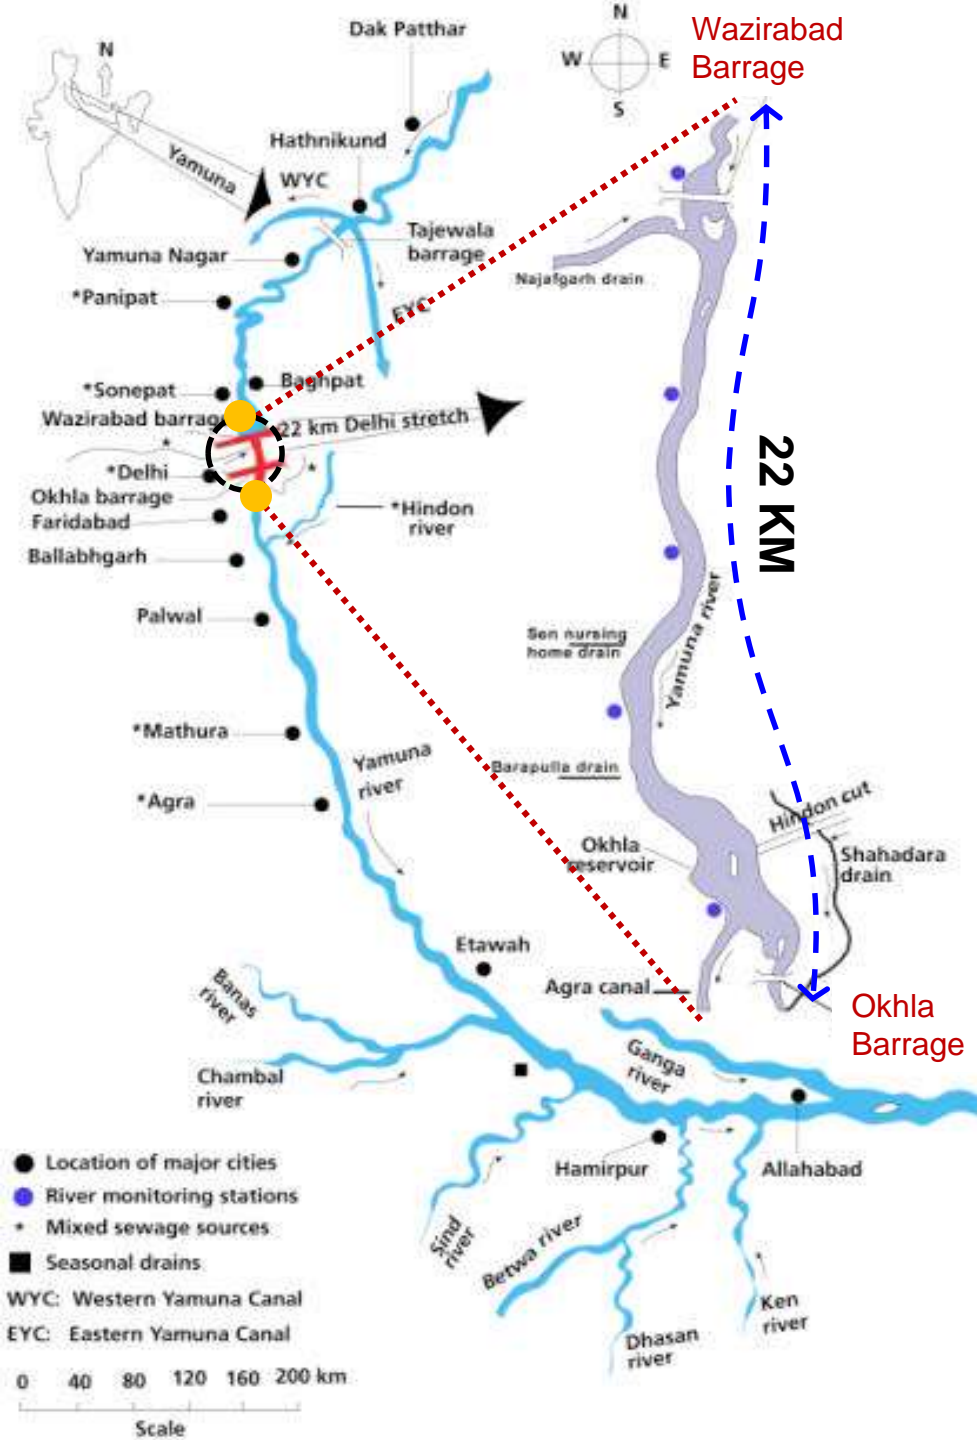 Dak Patthar
N
W
E
S
Wazirabad
Barrage
N
Hathnikund
Yamuna
WYC
Tajewala
barrage
Yamuna Nagar
Najafgarh drain
*Panipat
EYC
Baghpat
*Sonepat
Wazirabad barrage
22 km Delhi stretch
*
*
*Delhi
Okhla barrage
Faridabad
*Hindon
river
22 KM
Ballabhgarh
Palwal
Sen nursing
home drain
Yamuna river
*Mathura
Yamuna
river
Barapulla drain
*Agra
Hindon cut
Okhla
reservoir
Shahadara
drain
Etawah
Banas
river
Agra canal
Okhla
Barrage
Ganga
river
Chambal
river
Hamirpur
Allahabad
Location of major cities
River monitoring stations
* Mixed sewage sources
Seasonal drains
WYC: Western Yamuna Canal
EYC: Eastern Yamuna Canal
Sind
river
Betwa river
Ken
river
Dhasan
river
0 40 80 120 160 200 km
Scale